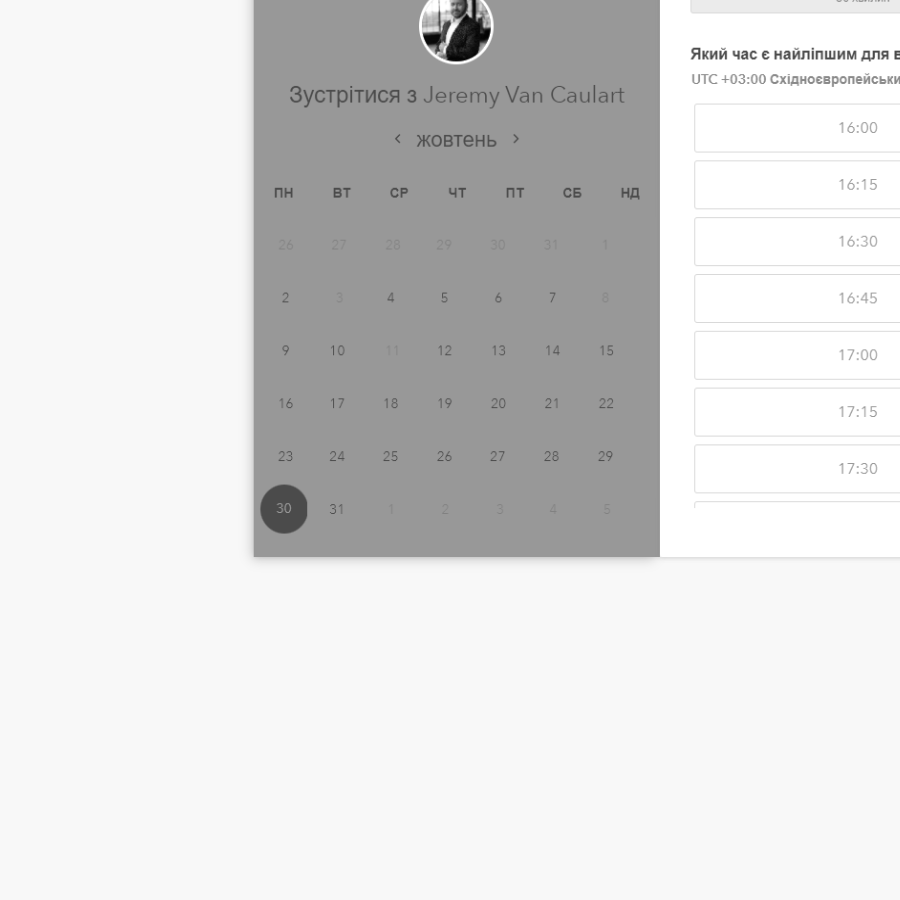 Зустрітися з Jeremy Van Caulart
< жовтень >
ПН ВТ СР ЧТ ПТ СБ НД
26 27 28 29 30 31 1
2 3 4 5 6 7 8
9 10 11 12 13 14 15
16 17 18 19 20 21 22
23 24 25 26 27 28 29
30 31 1 2 3 4 5
Який час є найліпшим для
UTC +03:00
16:00
16:15
16:30
16:45
17:00
17:15
17:30